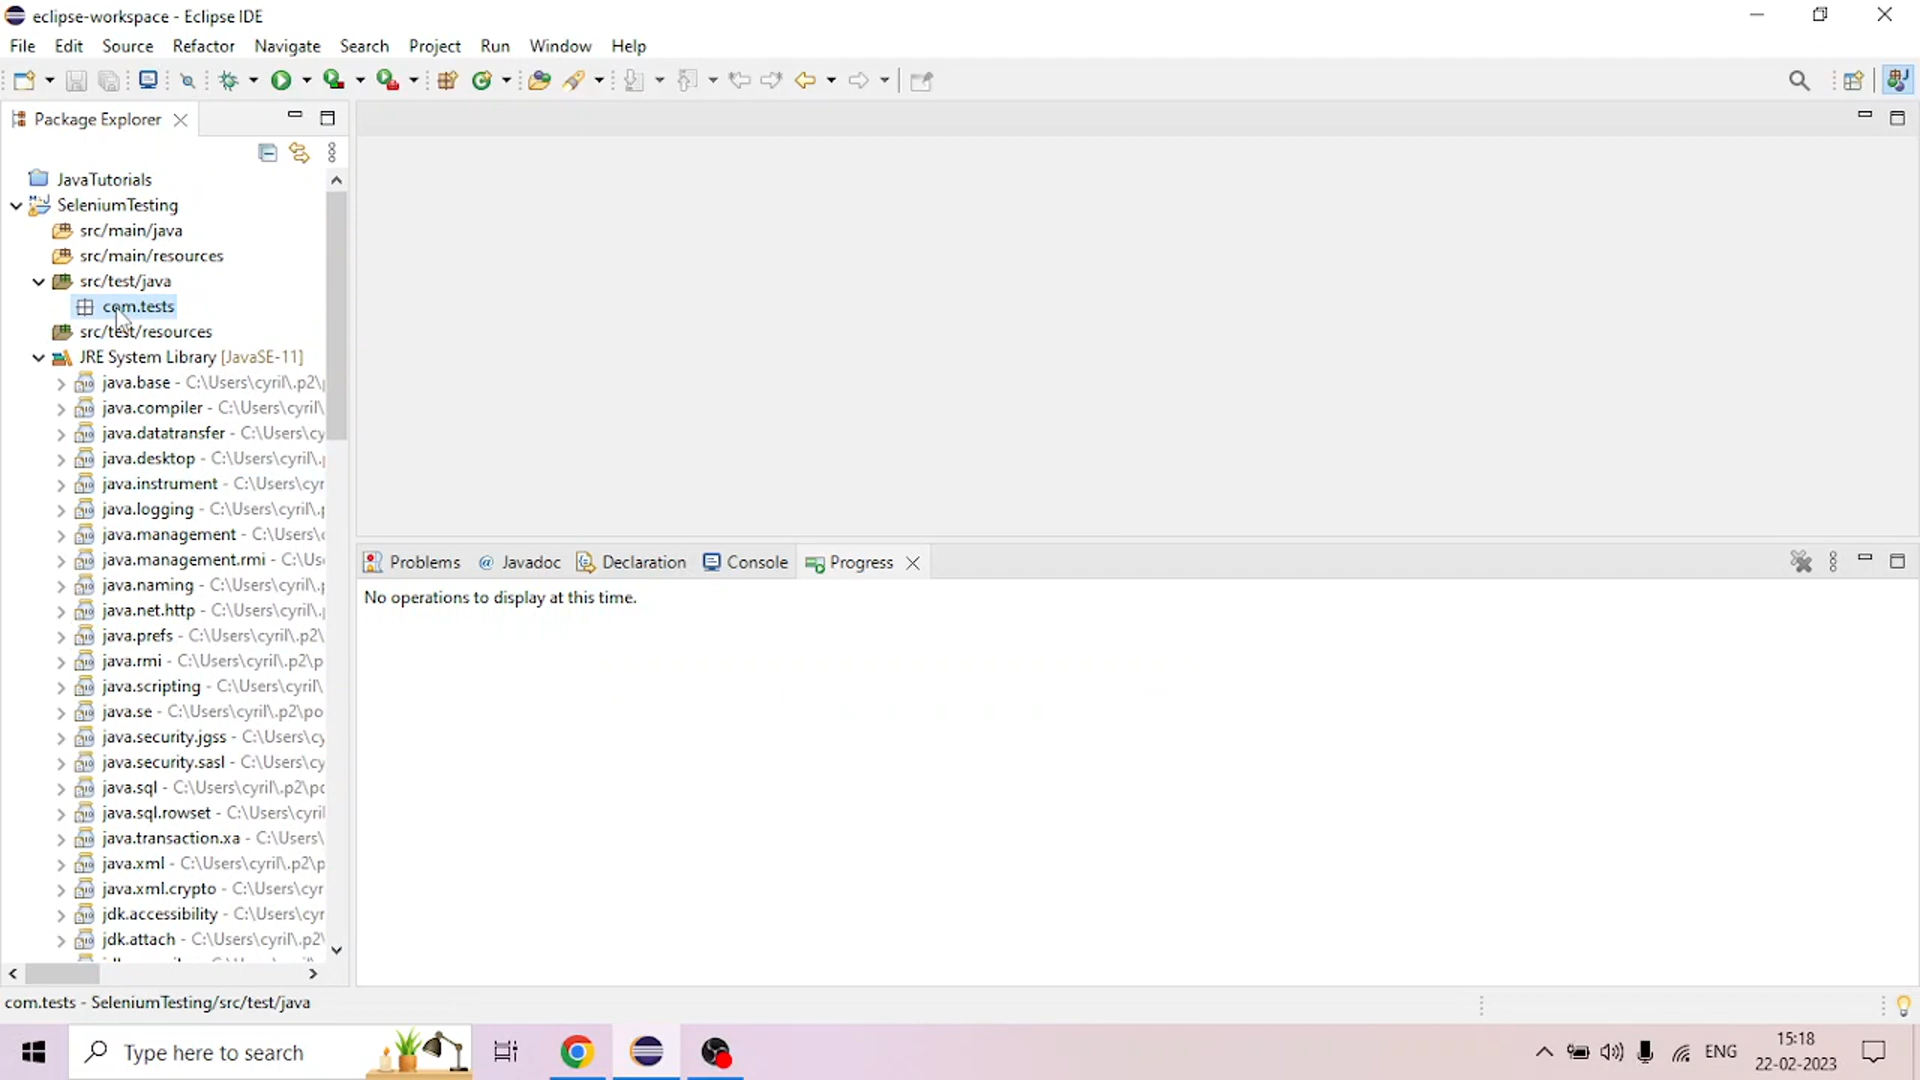 eclipse-workspace - Eclipse IDE
File Edit Source Refactor Navigate Search Project Run Window Help
Package Explorer
JavaTutorials
SeleniumTesting
src/main/java
src/main/resources
src/test/java
com.tests
src/test/resources
JRE System Library [JavaSE-11]
java.base - C:\Users\cyril\.p2\
java.compiler - C:\Users\cyril\
java.datatransfer - C:\Users\cy
java.desktop - C:\Users\cyril\.
java.instrument - C:\Users\cyr
java.logging - C:\Users\cyril\.
java.management - C:\Users\
java.management.rmi - C:\Us
java.naming - C:\Users\cyril\.
java.net.http - C:\Users\cyril\.
java.prefs - C:\Users\cyril\.p2\
java.rmi - C:\Users\cyril\.p2\p
java.scripting - C:\Users\cyril\
java.se - C:\Users\cyril\.p2\po
java.security.jgss - C:\Users\cy
java.security.sasl - C:\Users\cy
java.sql - C:\Users\cyril\.p2\po
java.sql.rowset - C:\Users\cyril
java.transaction.xa - C:\Users\
java.xml - C:\Users\cyril\.p2\p
java.xml.crypto - C:\Users\cyr
jdk.accessibility - C:\Users\cyr
jdk.attach - C:\Users\cyril\.p2\
Problems Javadoc Declaration Console Progress
No operations to display at this time.
com.tests - SeleniumTesting/src/test/java
Type here to search
ENG
15:18
22-02-2023